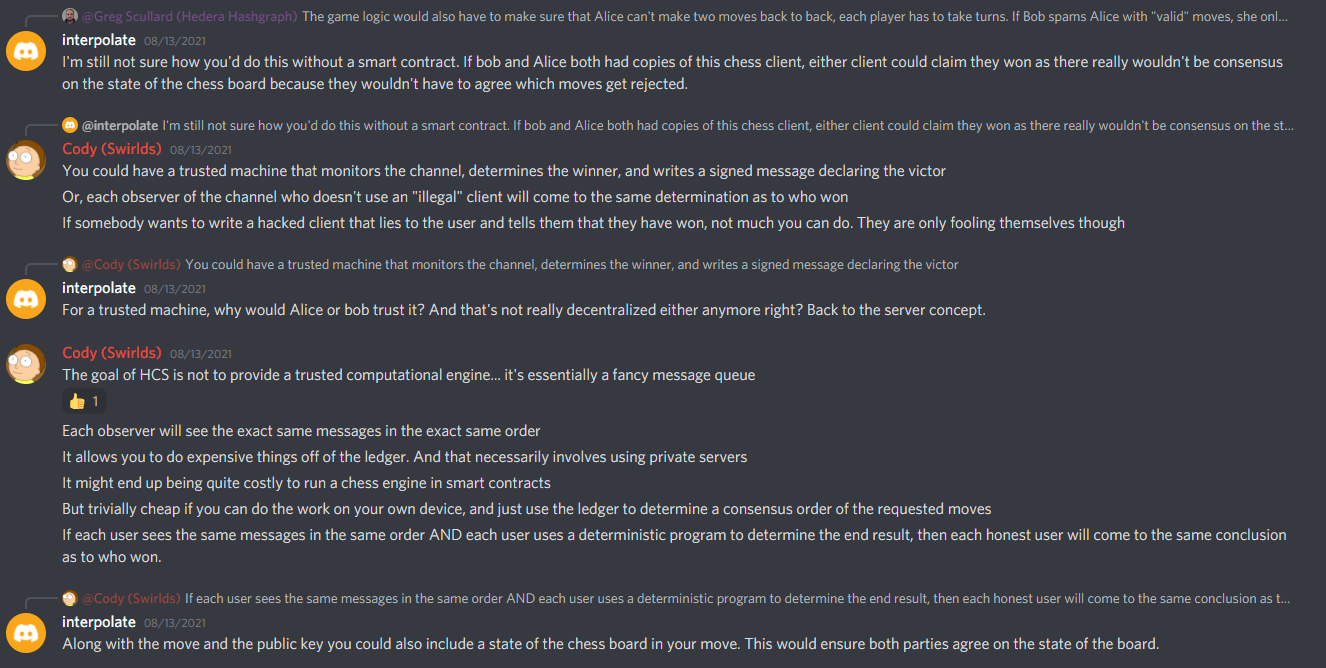 @Greg Scullard (Hedera Hashgraph) The game logic would also have to make sure that Alice can't make two moves back to back, each player has to take turns. If Bob spams Alice with "valid" moves, she onl...
interpolate 08/13/2021
I'm still not sure how you'd do this without a smart contract. If bob and Alice both had copies of this chess client, either client could claim they won as there really wouldn't be consensus
on the state of the chess board because they wouldn't have to agree which moves get rejected.
@interpolate I'm still not sure how you'd do this without a smart contract. If bob and Alice both had copies of this chess client, either client could claim they won as there really wouldn't be consensus on the st...
Cody (Swirlds) 08/13/2021
You could have a trusted machine that monitors the channel, determines the winner, and writes a signed message declaring the victor
Or, each observer of the channel who doesn't use an "illegal" client will come to the same determination as to who won
If somebody wants to write a hacked client that lies to the user and tells them that they have won, not much you can do. They are only fooling themselves though
@Cody (Swirlds) You could have a trusted machine that monitors the channel, determines the winner, and writes a signed message declaring the victor
interpolate 08/13/2021
For a trusted machine, why would Alice or bob trust it? And that's not really decentralized either anymore right? Back to the server concept.
Cody (Swirlds) 08/13/2021
The goal of HCS is not to provide a trusted computational engine... it's essentially a fancy message queue
1
Each observer will see the exact same messages in the exact same order
It allows you to do expensive things off of the ledger. And that necessarily involves using private servers
It might end up being quite costly to run a chess engine in smart contracts
But trivially cheap if you can do the work on your own device, and just use the ledger to determine a consensus order of the requested moves
If each user sees the same messages in the same order AND each user uses a deterministic program to determine the end result, then each honest user will come to the same conclusion
as to who won.
@Cody (Swirlds) If each user sees the same messages in the same order AND each user uses a deterministic program to determine the end result, then each honest user will come to the same conclusion as to t...
interpolate 08/13/2021
Along with the move and the public key you could also include a state of the chess board in your move. This would ensure both parties agree on the state of the board.